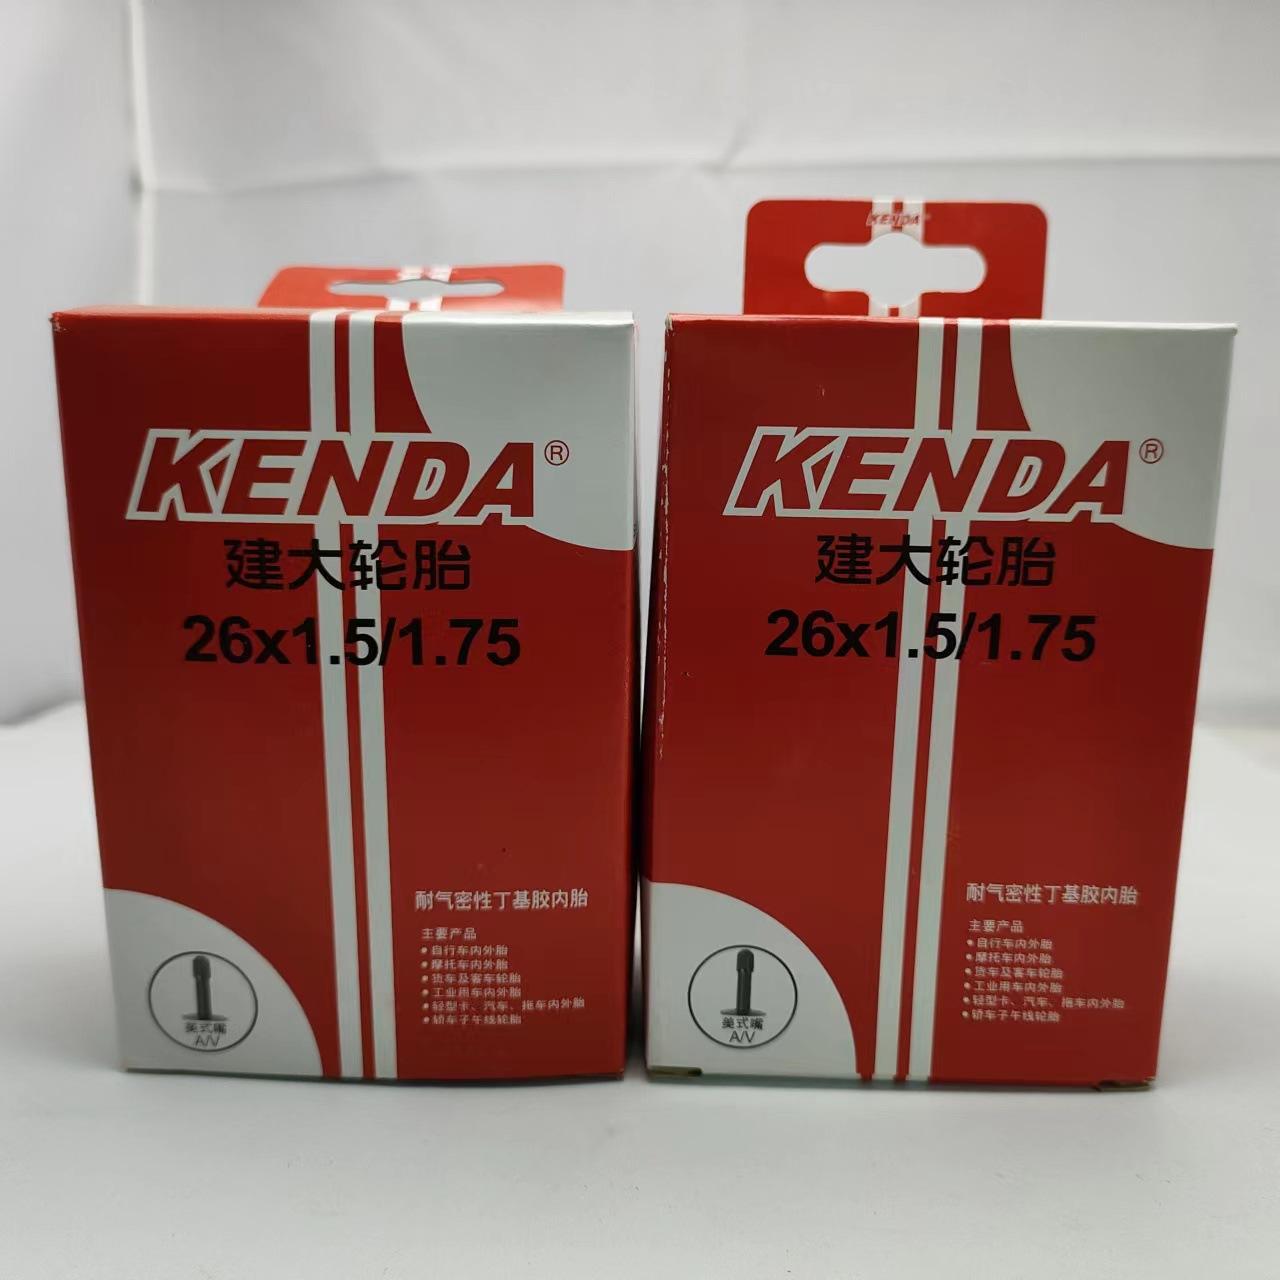 KENDA®
建大轮胎
26x1.5/1.75
耐气密性丁基胶内胎
主要产品
• 自行车内外胎
• 摩托车内外胎
• 货车及客车轮胎
• 工业用车内外胎
• 轻型卡、汽车、拖车内外胎
• 轿车子午线轮胎
美式嘴
A/V
KENDA
KENDA®
建大轮胎
26x1.5/1.75
耐气密性丁基胶内胎
主要产品
• 自行车内外胎
• 摩托车内外胎
• 货车及客车轮胎
• 工业用车内外胎
• 轻型卡、汽车、拖车内外胎
• 轿车子午线轮胎
美式嘴
A/V